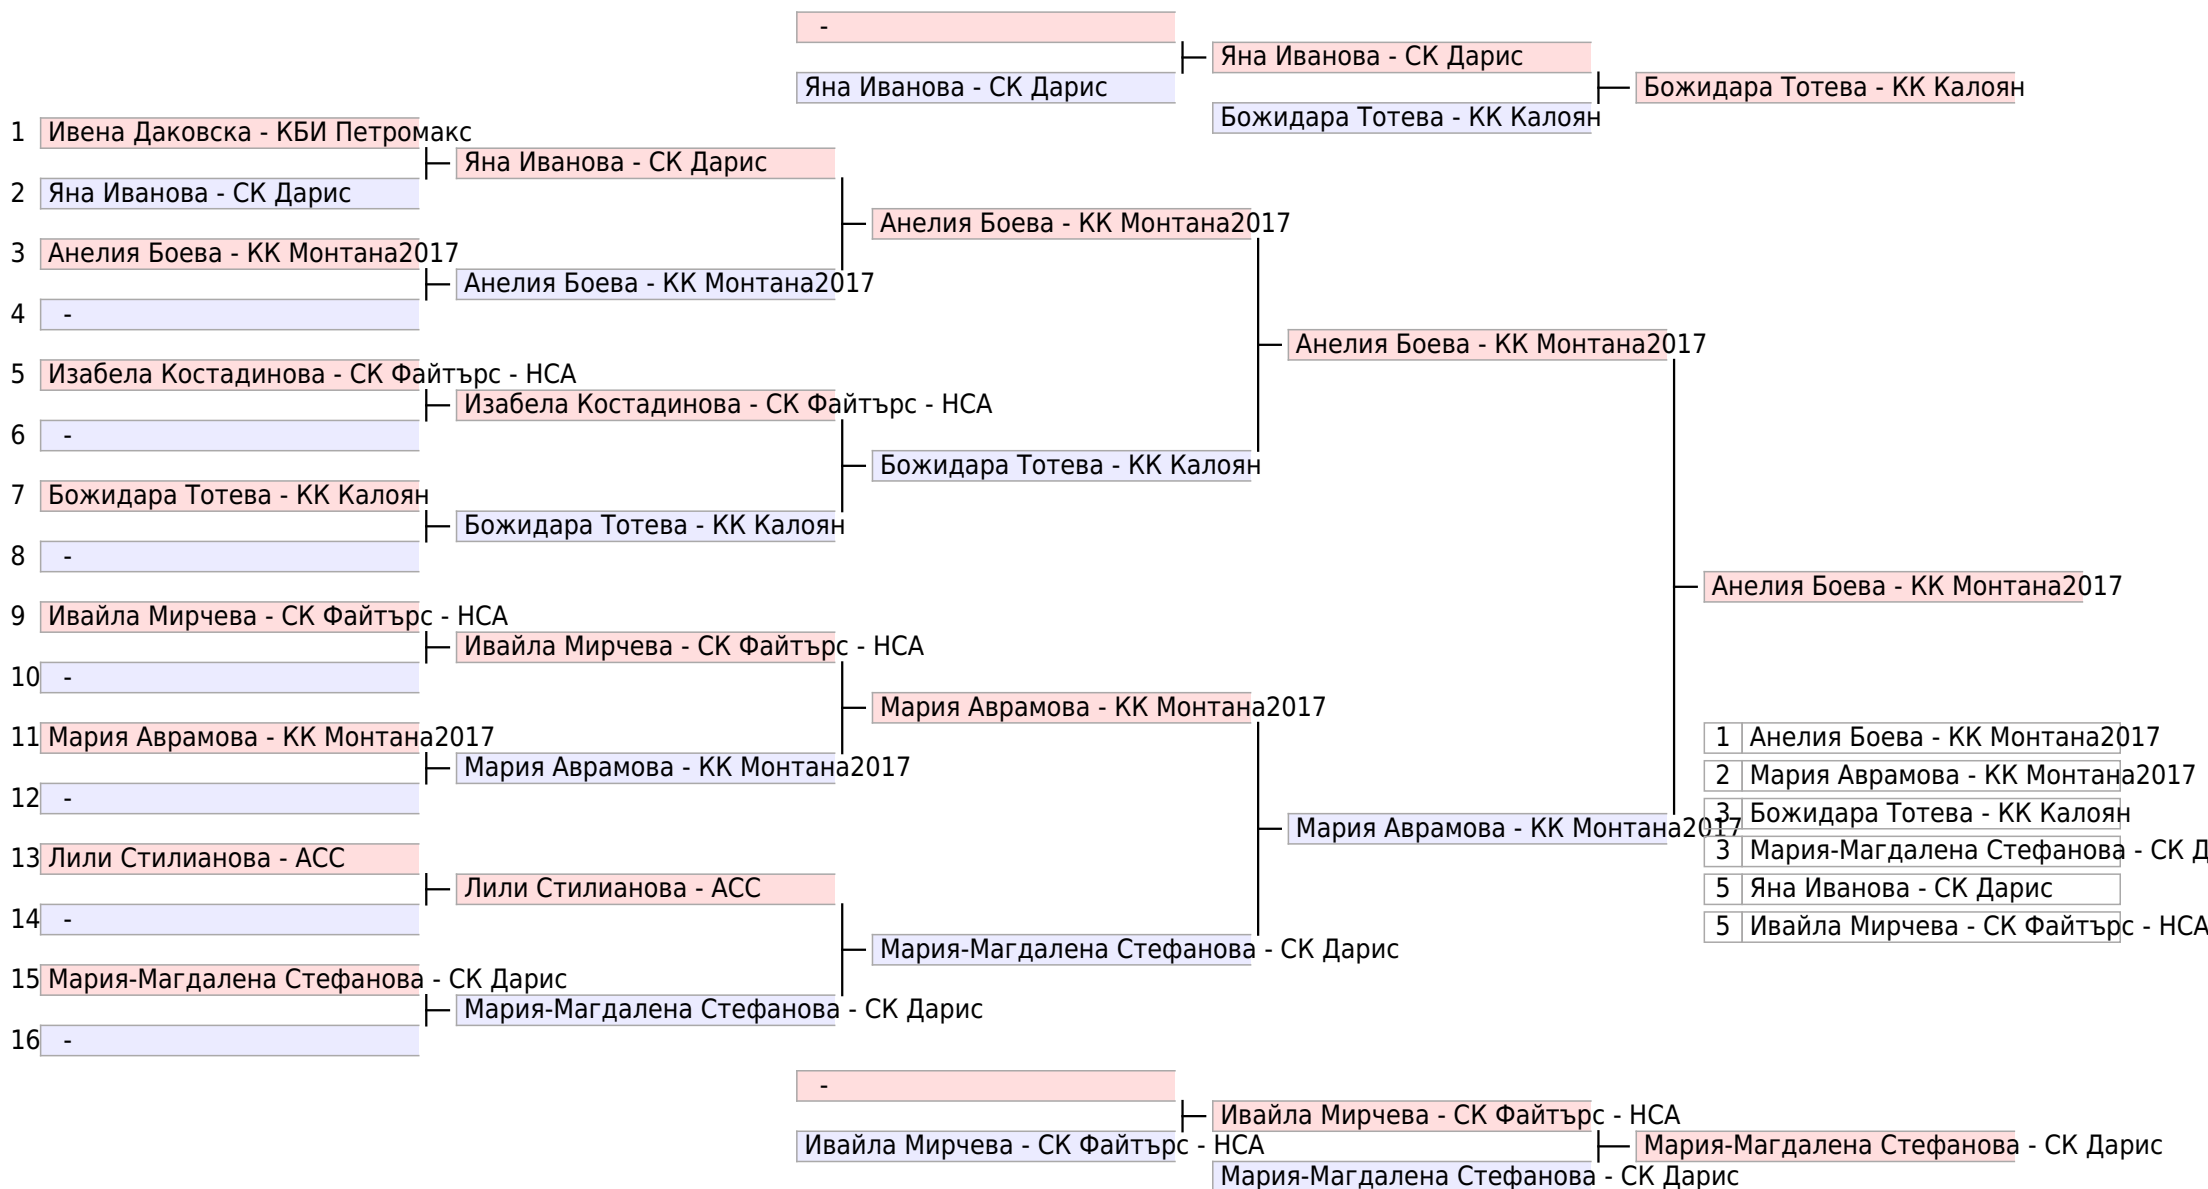 -
Яна Иванова - СК Дарис
Яна Иванова - СК Дарис
Божидара Тотева - КК Калоян
Божидара Тотева - КК Калоян
1 Ивена Даковска - КБИ Петромакс
Яна Иванова - СК Дарис
2 Яна Иванова - СК Дарис
Анелия Боева - КК Монтана2017
3 Анелия Боева - КК Монтана2017
Анелия Боева - КК Монтана2017
4 -
Анелия Боева - КК Монтана2017
5 Изабела Костадинова - СК Файтърс - НСА
Изабела Костадинова - СК Файтърс - НСА
6 -
Божидара Тотева - КК Калоян
7 Божидара Тотева - КК Калоян
Божидара Тотева - КК Калоян
8 -
Анелия Боева - КК Монтана2017
9 Ивайла Мирчева - СК Файтърс - НСА
Ивайла Мирчева - СК Файтърс - НСА
10 -
Мария Аврамова - КК Монтана2017
11 Мария Аврамова - КК Монтана2017
Мария Аврамова - КК Монтана2017
12 -
Мария Аврамова - КК Монтана2017
1 Анелия Боева - КК Монтана2017
2 Мария Аврамова - КК Монтана2017
3 Божидара Тотева - КК Калоян
3 Мария-Магдалена Стефанова - СК Д
5 Яна Иванова - СК Дарис
5 Ивайла Мирчева - СК Файтърс - НСА
13 Лили Стилианова - АСС
Лили Стилианова - АСС
14 -
Мария-Магдалена Стефанова - СК Дарис
15 Мария-Магдалена Стефанова - СК Дарис
Мария-Магдалена Стефанова - СК Дарис
16 -
-
Ивайла Мирчева - СК Файтърс - НСА
Ивайла Мирчева - СК Файтърс - НСА
Мария-Магдалена Стефанова - СК Дарис
Мария-Магдалена Стефанова - СК Дарис